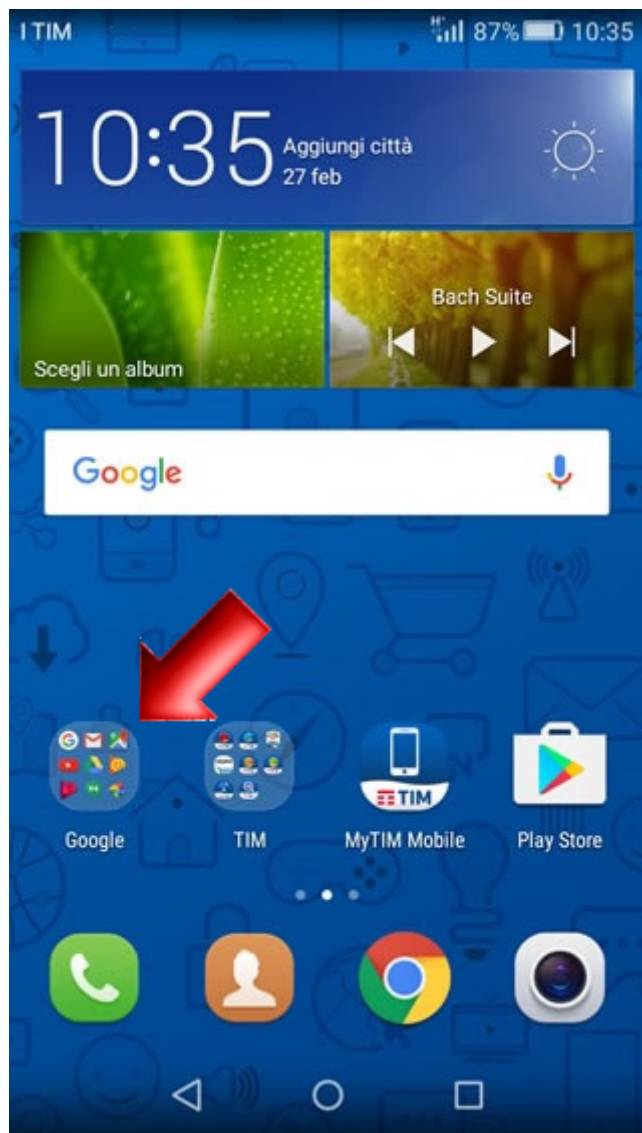 I TIM
H+ 87% 10:35
10:35
Aggiungi città
27 feb
Scegli un album
Bach Suite
Google
TIM
Google
TIM
MyTIM Mobile
Play Store